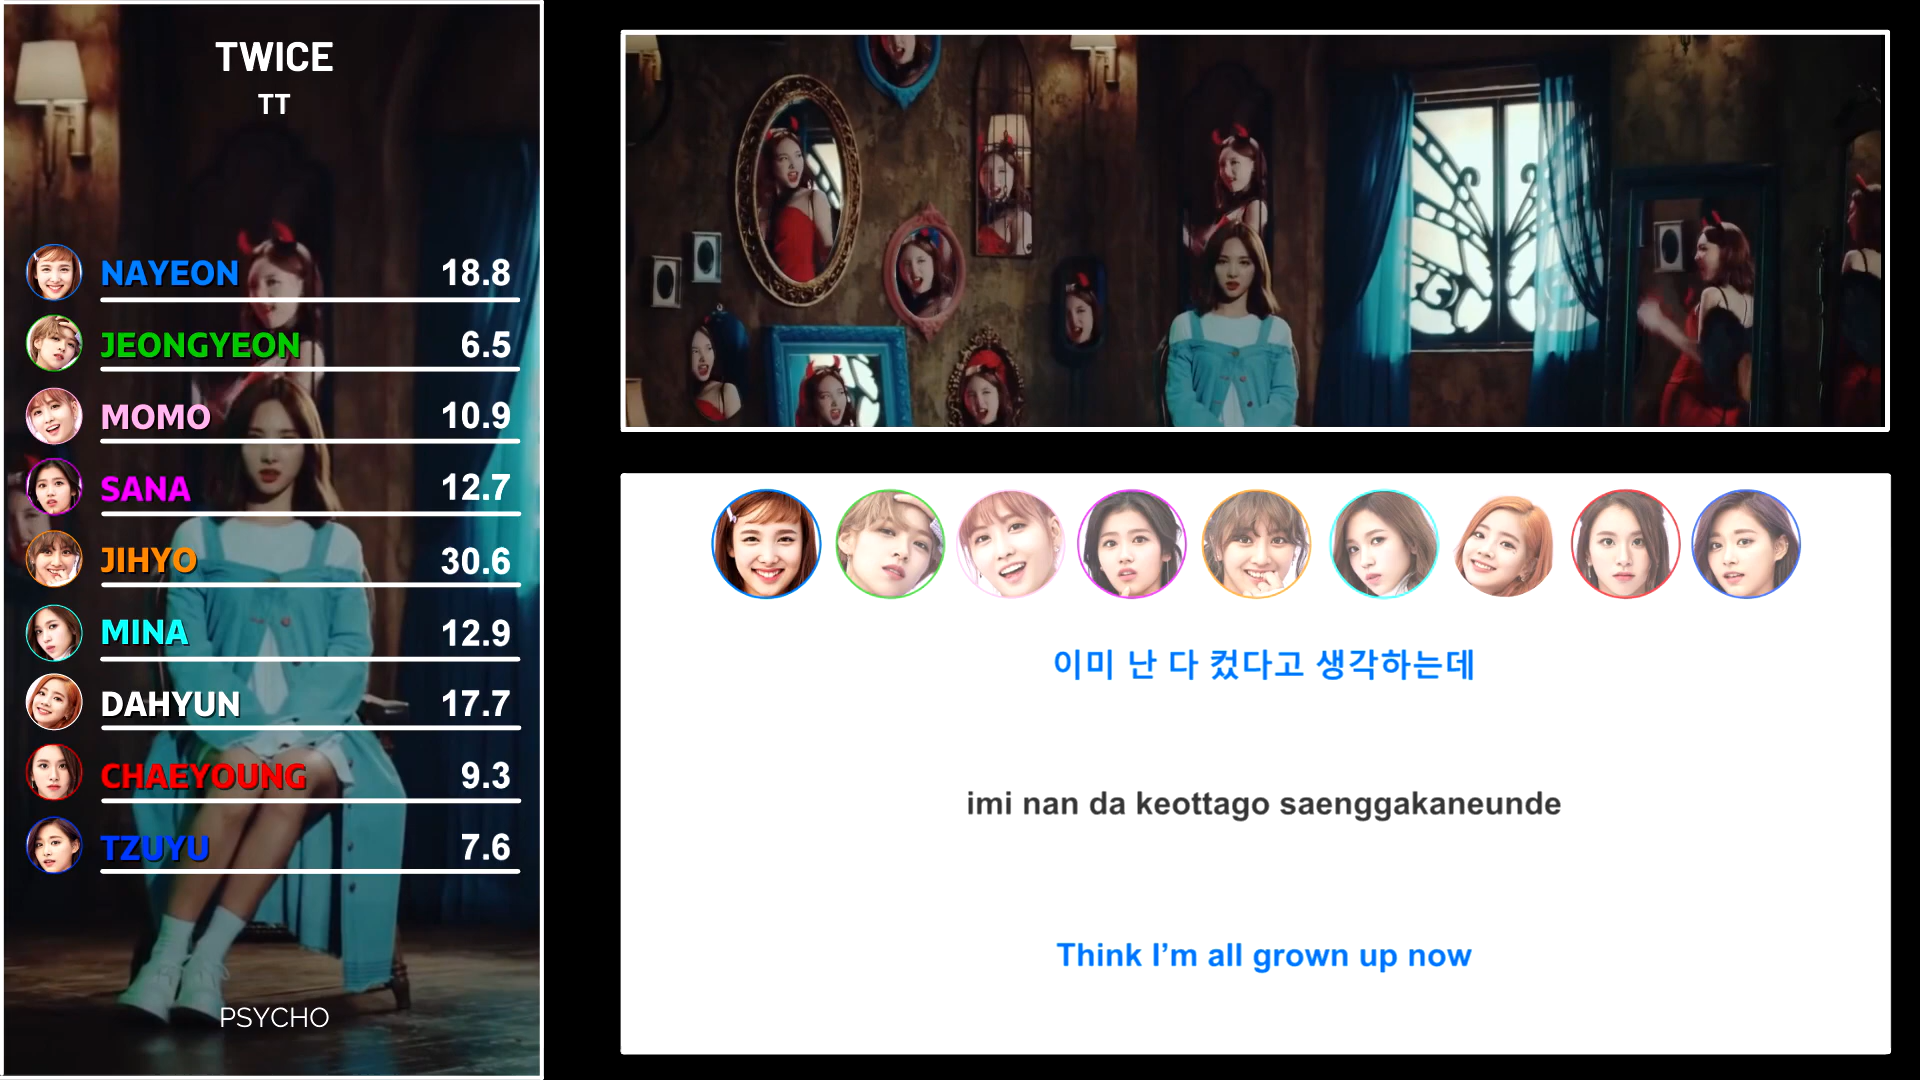 TWICE
TT
NAYEON 18.8
JEONGYEON 6.5
MOMO 10.9
SANA 12.7
JIHYO 30.6
MINA 12.9
DAHYUN 17.7
CHAEYOUNG 9.3
TZUYU 7.6
PSYCHO
이미 난 다 컸다고 생각하는데
imi nan da keottago saenggakaneunde
Think I’m all grown up now